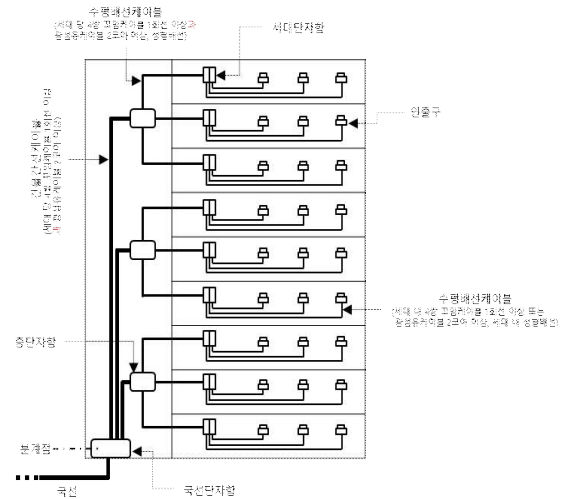 수평배선케이블
(세대 당 4쌍 꼬임케이블 1회선 이상과
광섬유케이블 2코어 이상, 성형배선)
세대단자함
인출구
수평배선케이블
(세대 내 4쌍 꼬임케이블 1회선 이상 또는
광섬유케이블 2코어 이상, 세대 내 성형배선)
중단자함
분계점
국선
국선단자함